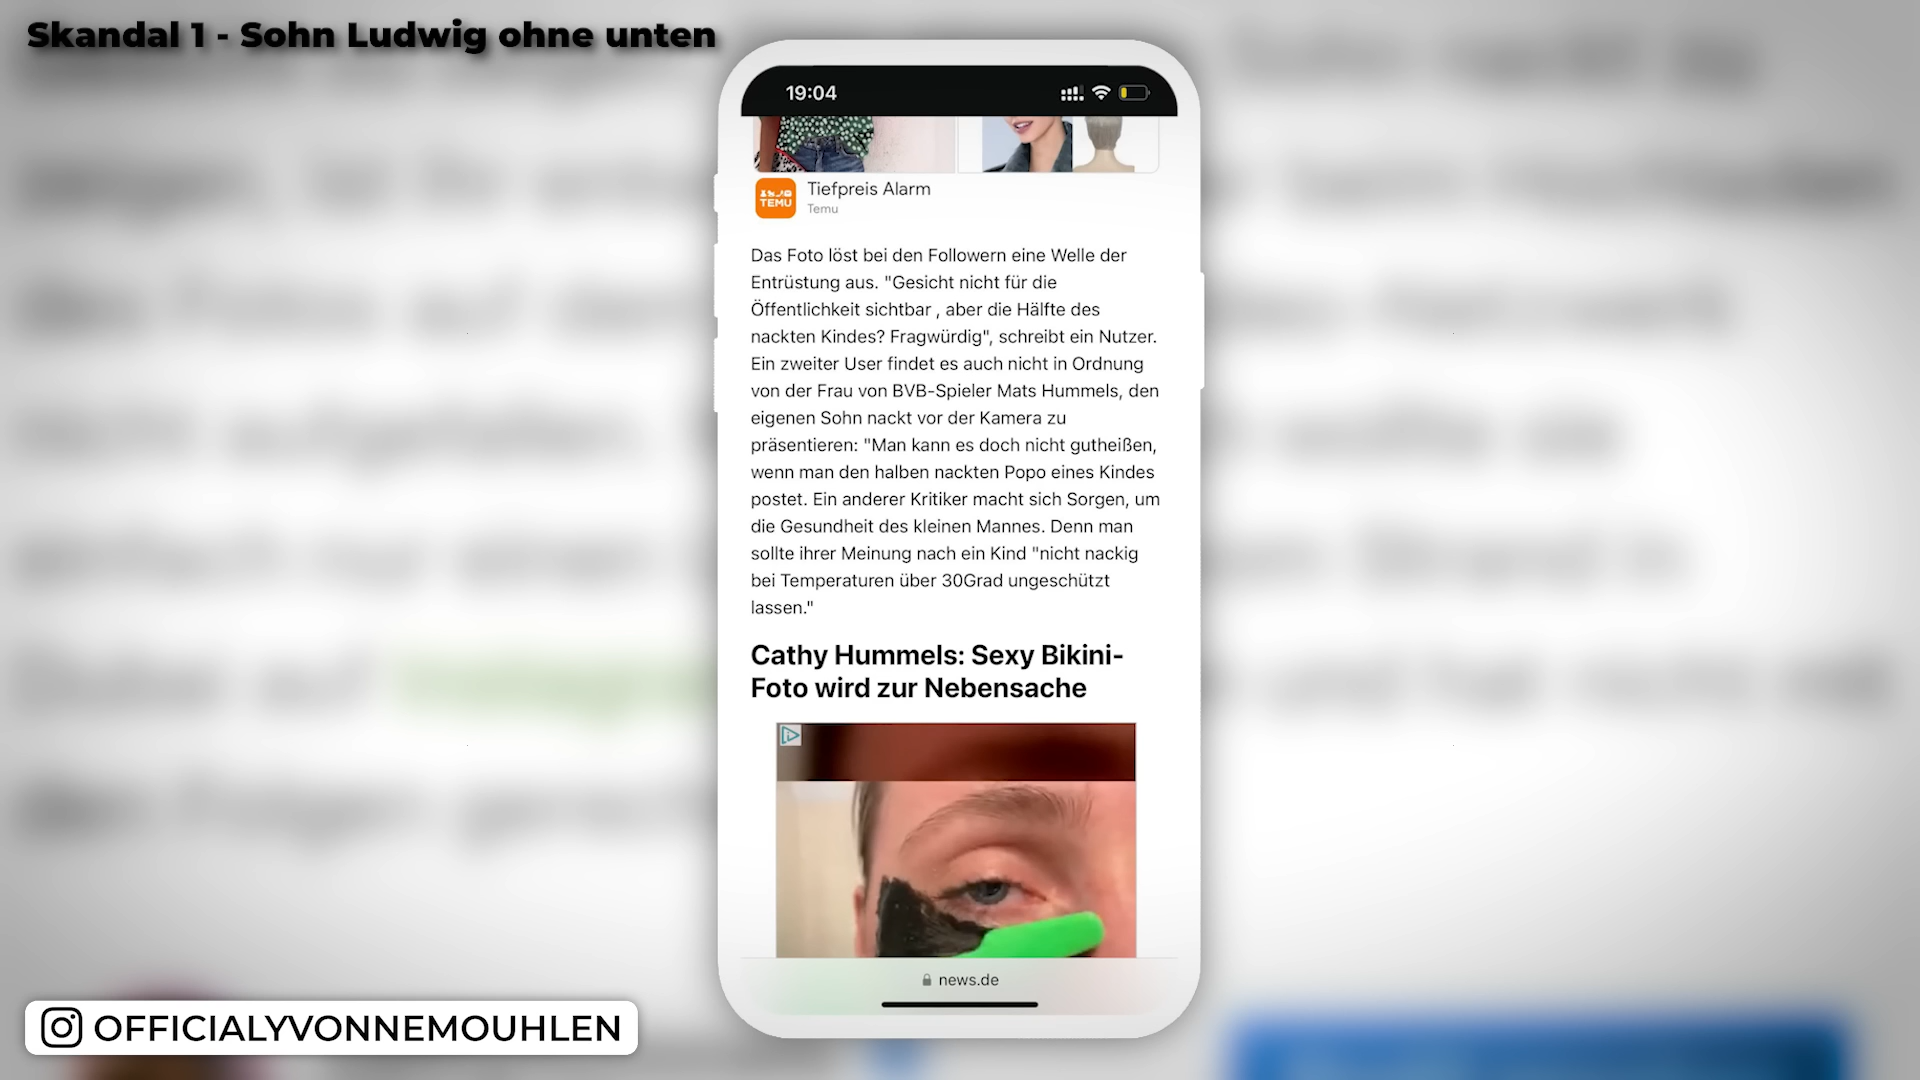 Skandal 1 - Sohn Ludwig ohne unten
19:04
TEMU
Tiefpreis Alarm
Temu
Das Foto löst bei den Followern eine Welle der
Entrüstung aus. "Gesicht nicht für die
Öffentlichkeit sichtbar , aber die Hälfte des
nackten Kindes? Fragwürdig", schreibt ein Nutzer.
Ein zweiter User findet es auch nicht in Ordnung
von der Frau von BVB-Spieler Mats Hummels, den
eigenen Sohn nackt vor der Kamera zu
präsentieren: "Man kann es doch nicht gutheißen,
wenn man den halben nackten Popo eines Kindes
postet. Ein anderer Kritiker macht sich Sorgen, um
die Gesundheit des kleinen Mannes. Denn man
sollte ihrer Meinung nach ein Kind "nicht nackig
bei Temperaturen über 30Grad ungeschützt
lassen."
Cathy Hummels: Sexy Bikini-
Foto wird zur Nebensache
news.de
OFFICIALYVONNEMOUHLEN